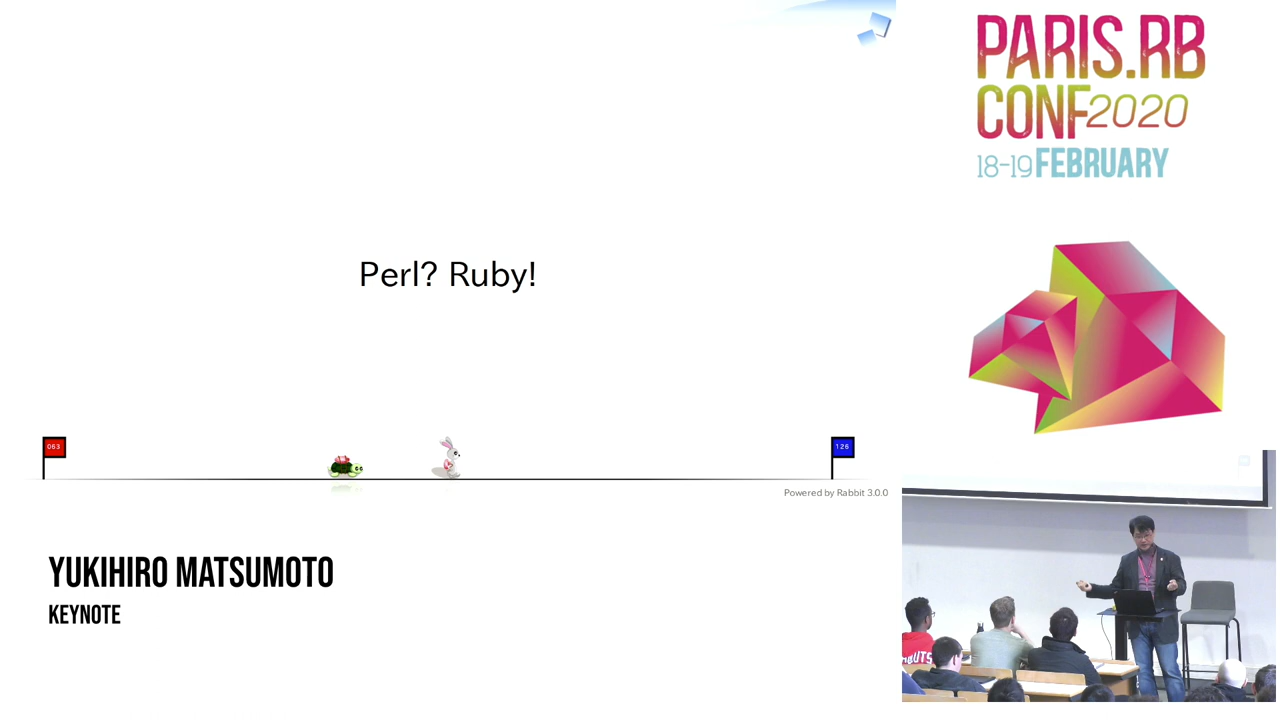 Perl? Ruby!
063
126
Powered by Rabbit 3.0.0
YUKIHIRO MATSUMOTO
KEYNOTE
PARIS.RB
CONF2020
18-19 FEBRUARY